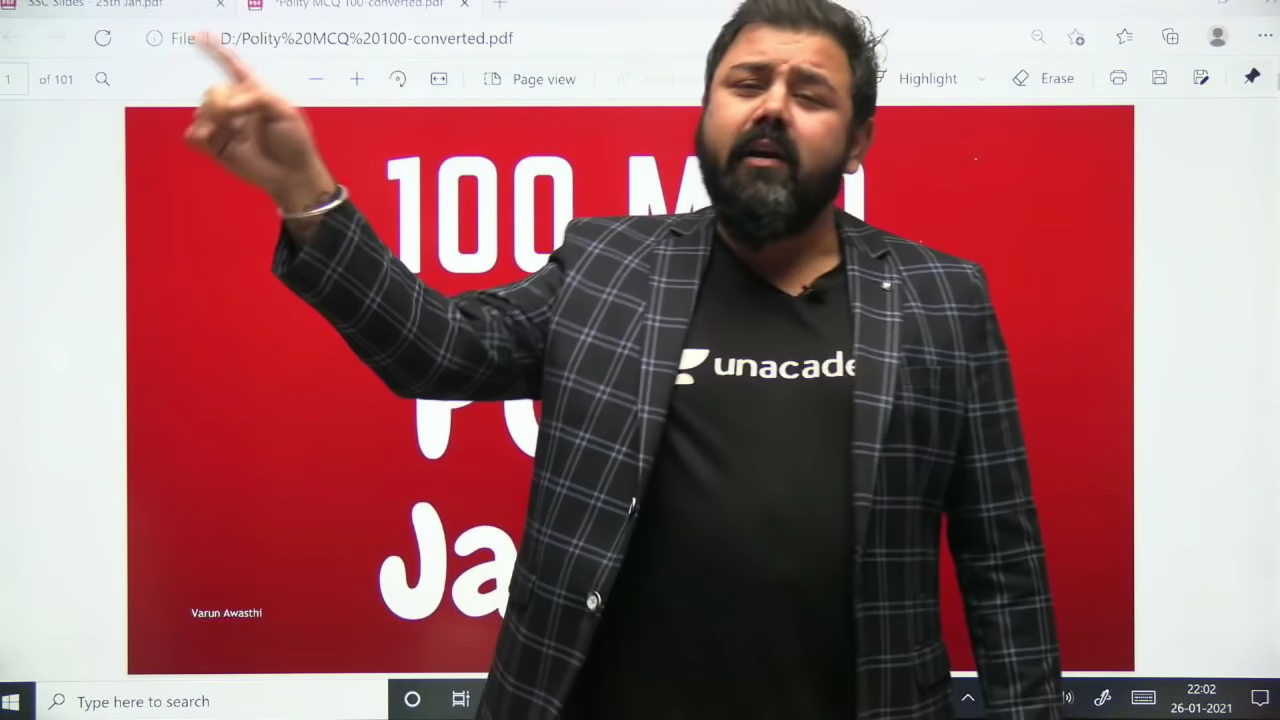 SSC Slides - 25th Jan.pdf
*Polity MCQ 100-converted.pdf
File
D:/Polity%20MCQ%20100-converted.pdf
1 of 101
Page view
Highlight
Erase
100
Ja
Varun Awasthi
unacade
Type here to search
22:02
26-01-2021